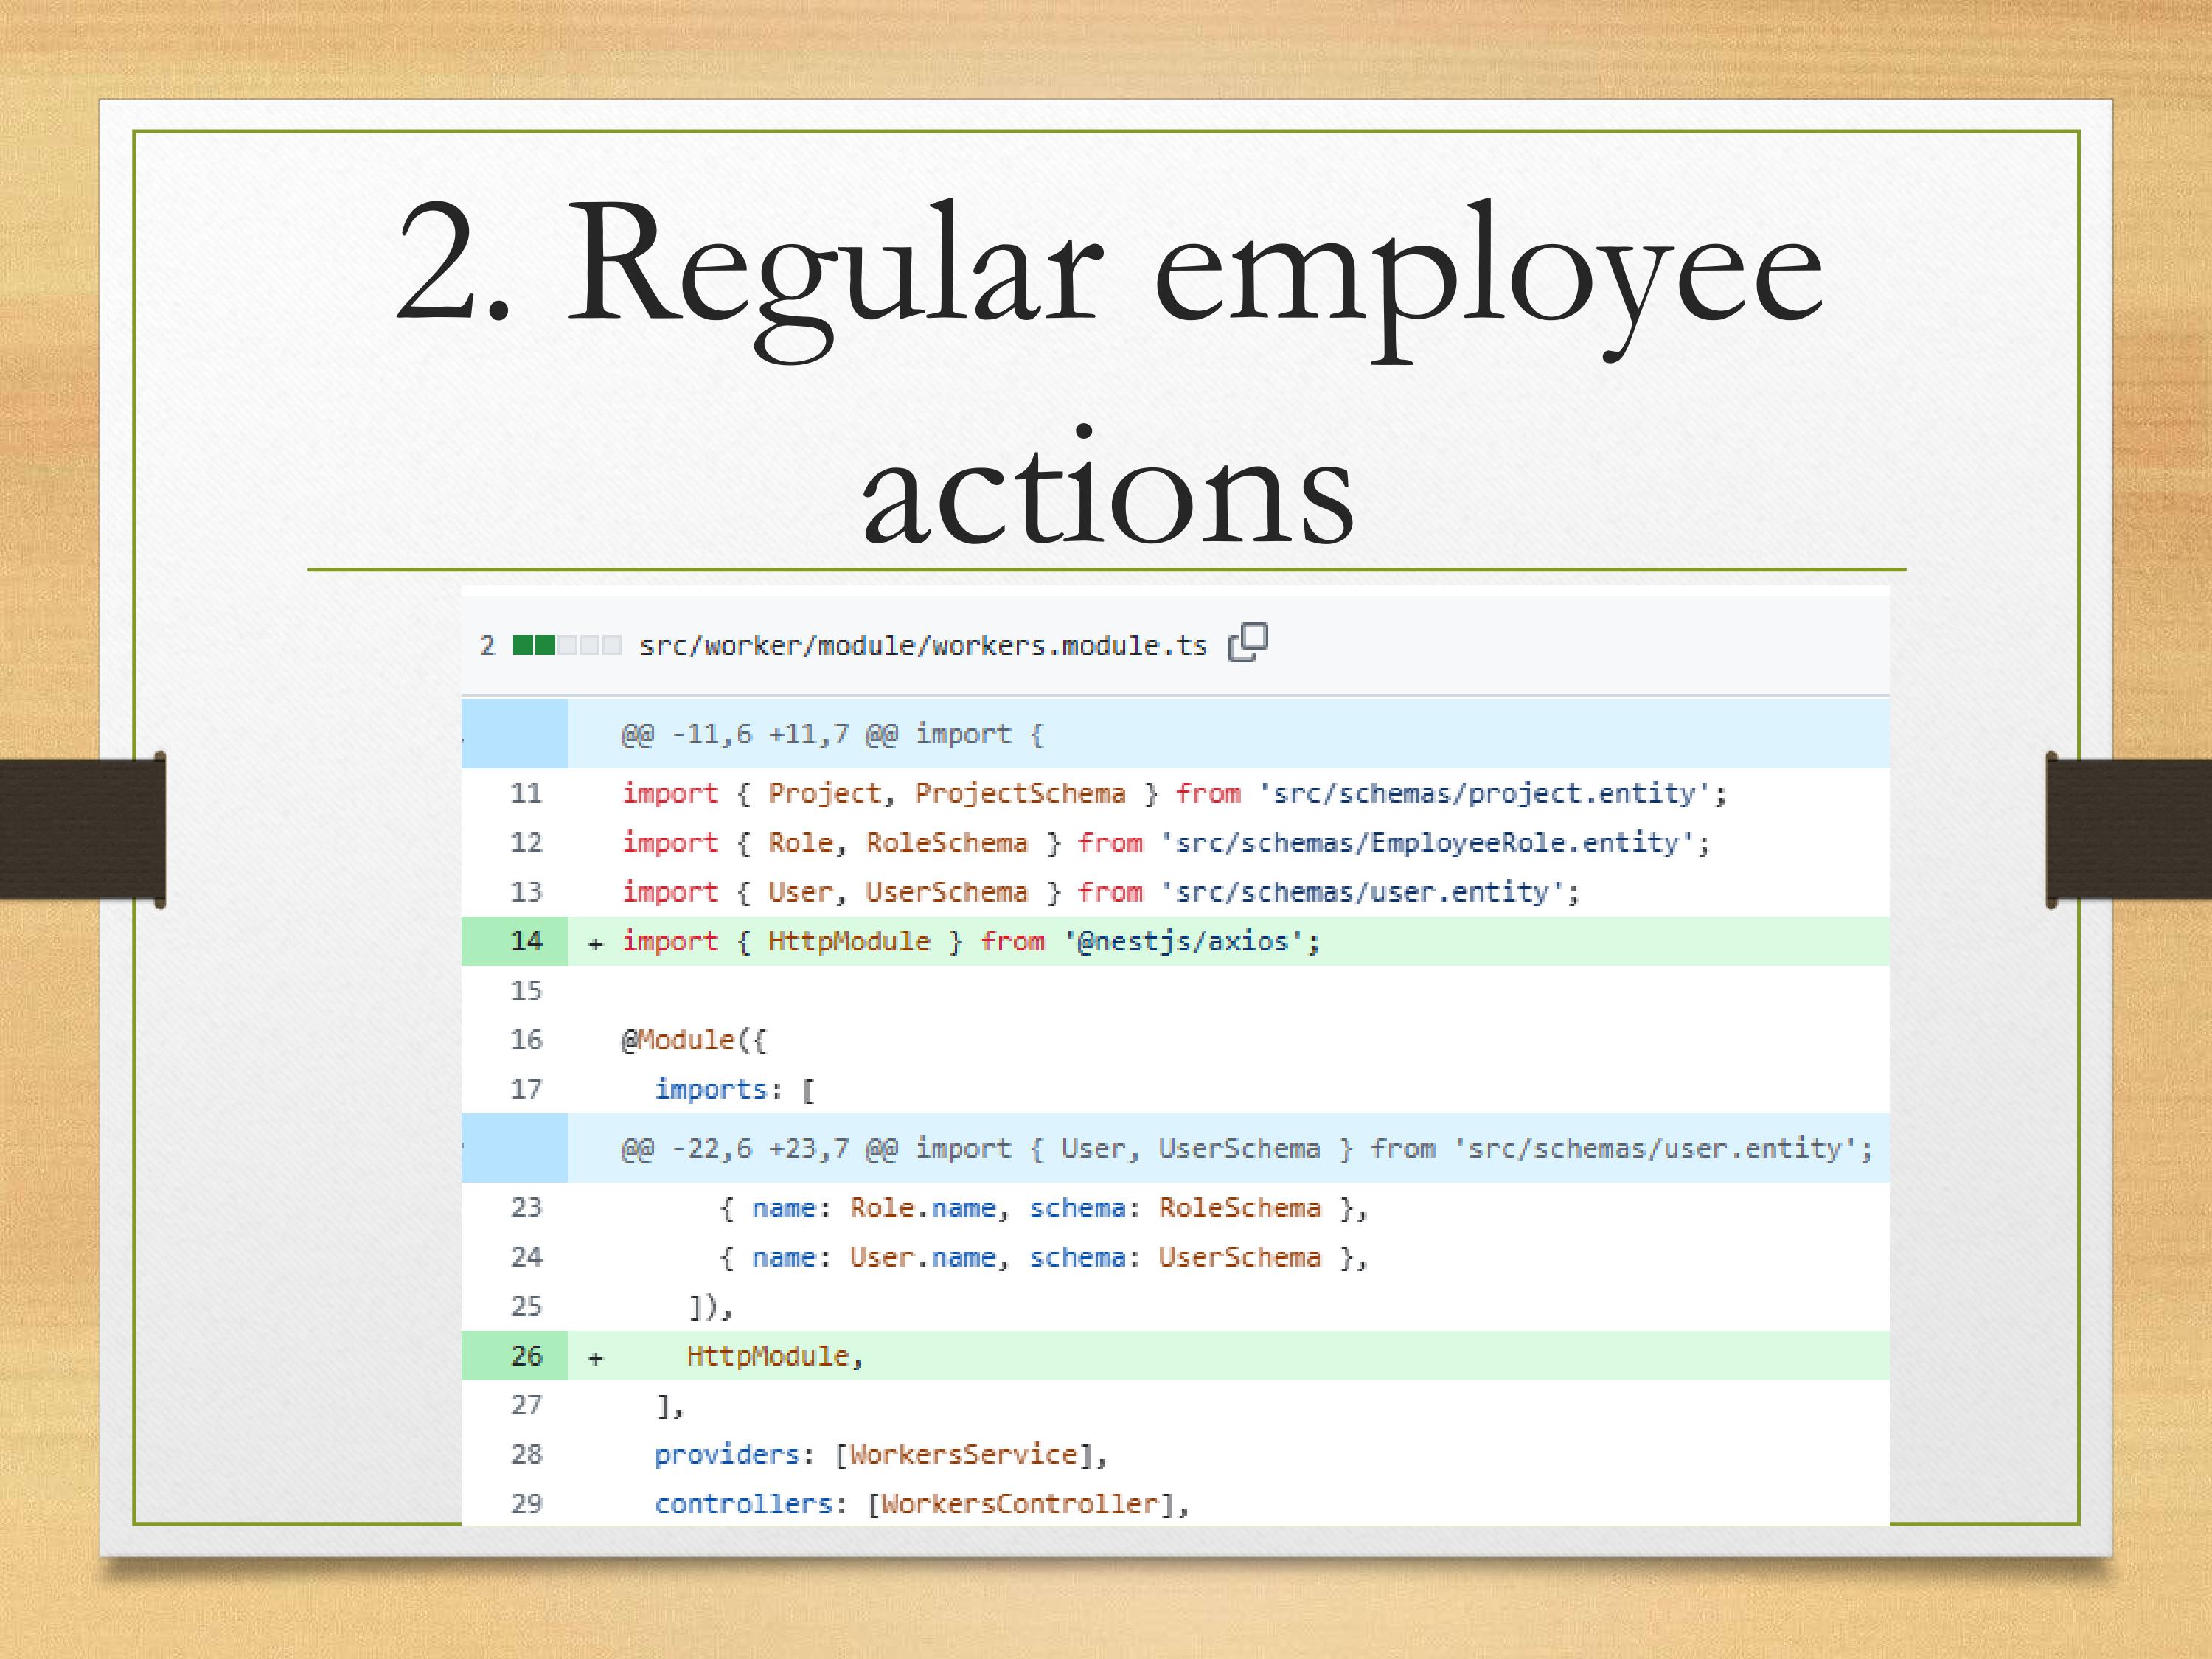 2. Regular employee
actions
2 src/worker/module/workers.module.ts
@@ -11,6 +11,7 @@ import {
11 import { Project, ProjectSchema } from 'src/schemas/project.entity';
12 import { Role, RoleSchema } from 'src/schemas/EmployeeRole.entity';
13 import { User, UserSchema } from 'src/schemas/user.entity';
14 + import { HttpModule } from '@nestjs/axios';
15
16 @Module({
17   imports: [
@@ -22,6 +23,7 @@ import { User, UserSchema } from 'src/schemas/user.entity';
23       { name: Role.name, schema: RoleSchema },
24       { name: User.name, schema: UserSchema },
25     ]),
26 +     HttpModule,
27   ],
28   providers: [WorkersService],
29   controllers: [WorkersController],